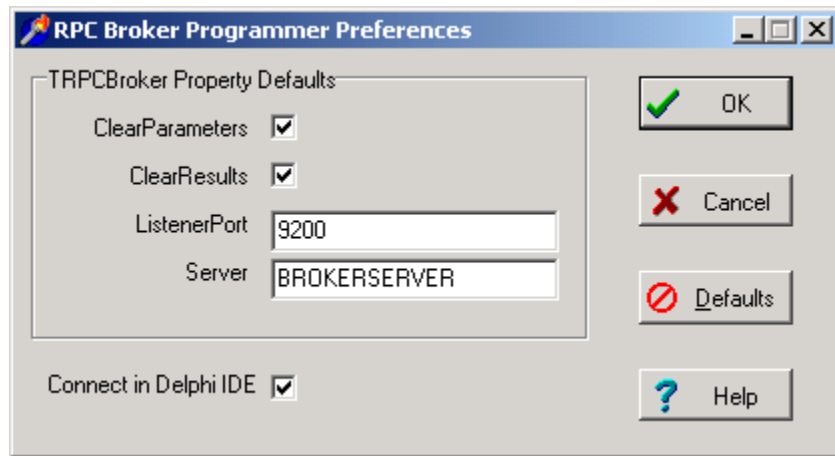 RPC Broker Programmer Preferences
TRPCBroker Property Defaults
ClearParameters
ClearResults
ListenerPort 9200
Server BROKERSERVER
Connect in Delphi IDE
OK
Cancel
Defaults
Help